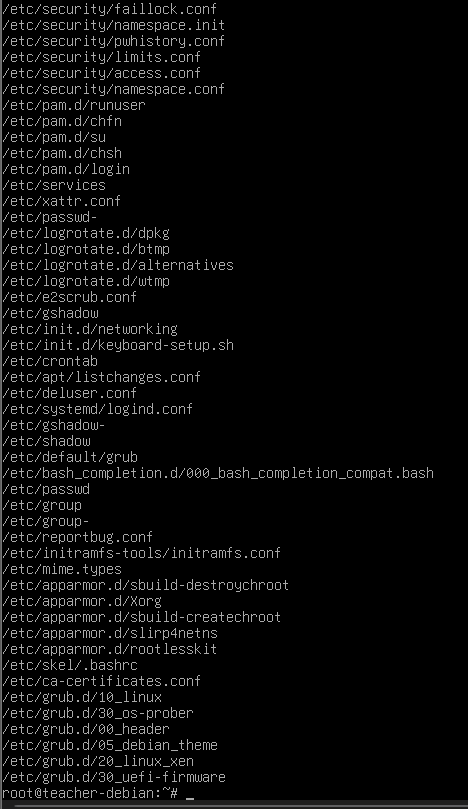 /etc/security/faillock.conf
/etc/security/namespace.init
/etc/security/pwhistory.conf
/etc/security/limits.conf
/etc/security/access.conf
/etc/security/namespace.conf
/etc/pam.d/runuser
/etc/pam.d/chfn
/etc/pam.d/su
/etc/pam.d/chsh
/etc/pam.d/login
/etc/services
/etc/xattr.conf
/etc/passwd-
/etc/logrotate.d/dpkg
/etc/logrotate.d/btmp
/etc/logrotate.d/alternatives
/etc/logrotate.d/wtmp
/etc/e2scrub.conf
/etc/gshadow
/etc/init.d/networking
/etc/init.d/keyboard-setup.sh
/etc/crontab
/etc/apt/listchanges.conf
/etc/deluser.conf
/etc/systemd/logind.conf
/etc/gshadow-
/etc/shadow
/etc/default/grub
/etc/bash_completion.d/000_bash_completion_compat.bash
/etc/passwd
/etc/group
/etc/group-
/etc/reportbug.conf
/etc/initramfs-tools/initramfs.conf
/etc/mime.types
/etc/apparmor.d/sbuild-destroychroot
/etc/apparmor.d/Xorg
/etc/apparmor.d/sbuild-createchroot
/etc/apparmor.d/slirp4netns
/etc/apparmor.d/rootlesskit
/etc/skel/.bashrc
/etc/ca-certificates.conf
/etc/grub.d/10_linux
/etc/grub.d/30_os-prober
/etc/grub.d/00_header
/etc/grub.d/05_debian_theme
/etc/grub.d/20_linux_xen
/etc/grub.d/30_uefi-firmware
root@teacher-debian:~# _